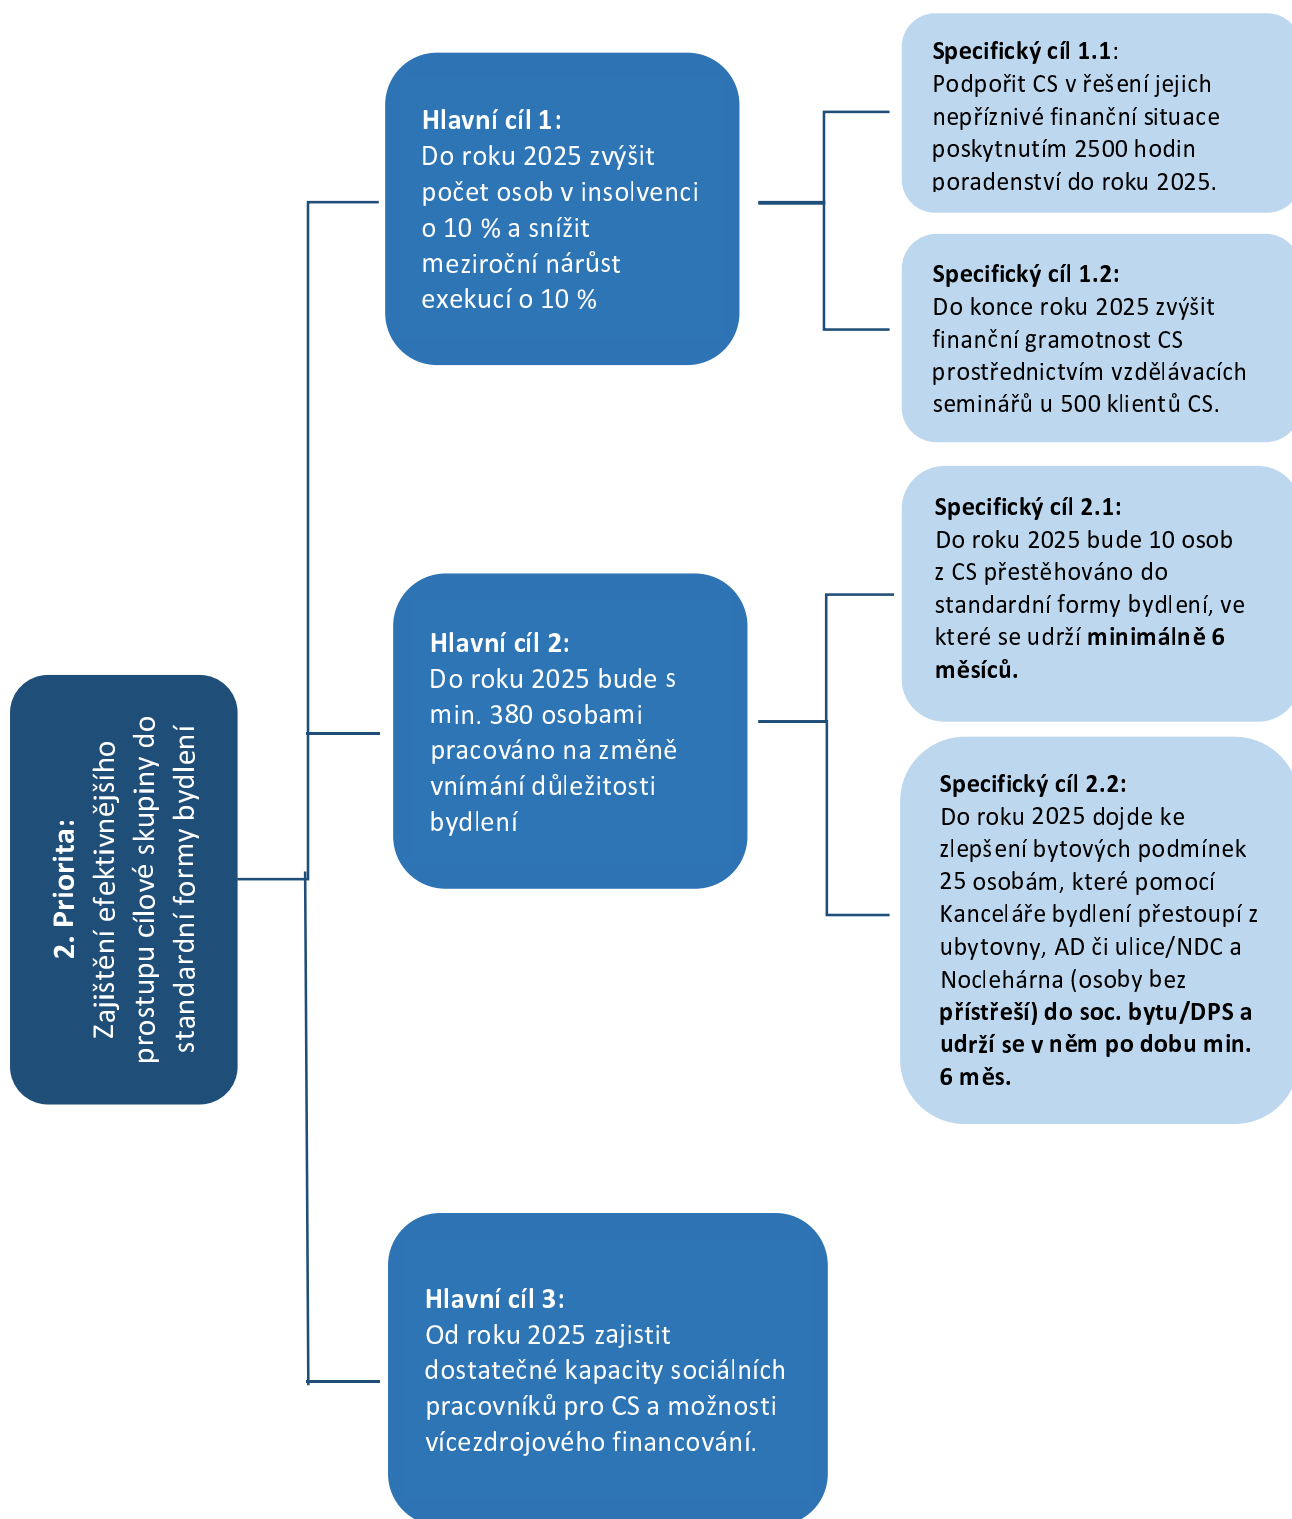 2. Priorita:
Zajištění efektivnějšího
prostupu cílové skupiny do
standardní formy bydlení
Hlavní cíl 1:
Do roku 2025 zvýšit
počet osob v insolvenci
o 10 % a snížit
meziroční nárůst
exekucí o 10 %
Specifický cíl 1.1:
Podpořit CS v řešení jejich
nepříznivé finanční situace
poskytnutím 2500 hodin
poradenství do roku 2025.
Specifický cíl 1.2:
Do konce roku 2025 zvýšit
finanční gramotnost CS
prostřednictvím vzdělávacích
seminářů u 500 klientů CS.
Hlavní cíl 2:
Do roku 2025 bude s
min. 380 osobami
pracováno na změně
vnímání důležitosti
bydlení
Specifický cíl 2.1:
Do roku 2025 bude 10 osob
z CS přestěhováno do
standardní formy bydlení, ve
které se udrží minimálně 6
měsíců.
Specifický cíl 2.2:
Do roku 2025 dojde ke
zlepšení bytových podmínek
25 osobám, které pomocí
Kanceláře bydlení přestoupí z
ubytovny, AD či ulice/NDC a
Noclehárna (osoby bez
přístřeší) do soc. bytu/DPS a
udrží se v něm po dobu min.
6 měs.
Hlavní cíl 3:
Od roku 2025 zajistit
dostatečné kapacity sociálních
pracovníků pro CS a možnosti
vícezdrojového financování.